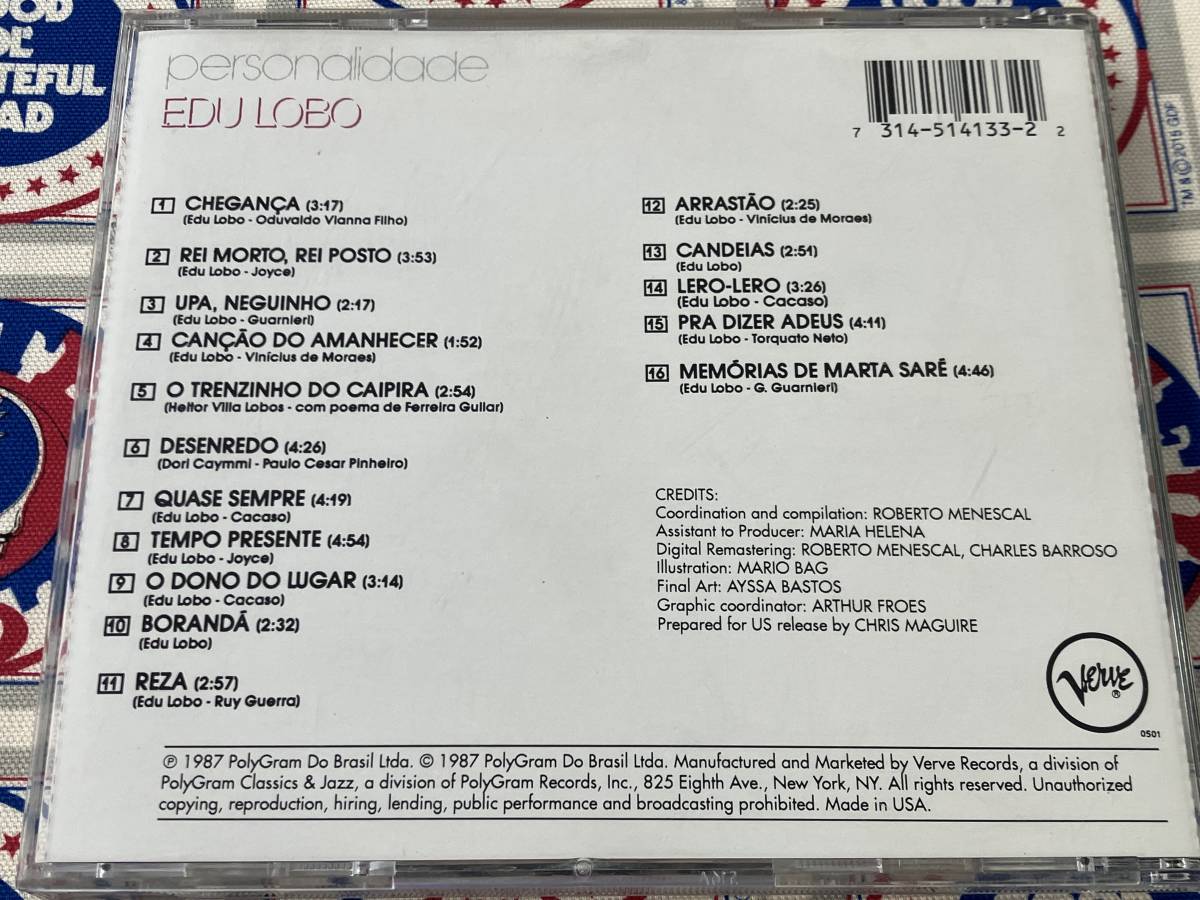 OOD
OL'
TEFUL
AD
TM & © 2016 GDP
personalidade
EDU LOBO
7 314-514133-2 2
1 CHEGANÇA (3:17)
(Edu Lobo - Oduvaldo Vianna Filho)
2 REI MORTO, REI POSTO (3:53)
(Edu Lobo - Joyce)
3 UPA, NEGUINHO (2:17)
(Edu Lobo - Guarnieri)
4 CANÇÃO DO AMANHECER (1:52)
(Edu Lobo - Vinícius de Moraes)
5 O TRENZINHO DO CAIPIRA (2:54)
(Heitor Villa Lobos - com poema de Ferreira Gullar)
6 DESENREDO (4:26)
(Dori Caymmi - Paulo Cesar Pinheiro)
7 QUASE SEMPRE (4:19)
(Edu Lobo - Cacaso)
8 TEMPO PRESENTE (4:54)
(Edu Lobo - Joyce)
9 O DONO DO LUGAR (3:14)
(Edu Lobo - Cacaso)
10 BORANDÁ (2:32)
(Edu Lobo)
11 REZA (2:57)
(Edu Lobo - Ruy Guerra)
12 ARRASTÃO (2:25)
(Edu Lobo - Vinícius de Moraes)
13 CANDEIAS (2:51)
(Edu Lobo)
14 LERO-LERO (3:26)
(Edu Lobo - Cacaso)
15 PRA DIZER ADEUS (4:11)
(Edu Lobo - Torquato Neto)
16 MEMÓRIAS DE MARTA SARÉ (4:46)
(Edu Lobo - G. Guarnieri)
CREDITS:
Coordination and compilation: ROBERTO MENESCAL
Assistant to Producer: MARIA HELENA
Digital Remastering: ROBERTO MENESCAL, CHARLES BARROSO
Illustration: MARIO BAG
Final Art: AYSSA BASTOS
Graphic coordinator: ARTHUR FROES
Prepared for US release by CHRIS MAGUIRE
Verve ®
0501
℗ 1987 PolyGram Do Brasil Ltda. © 1987 PolyGram Do Brasil Ltda. Manufactured and Marketed by Verve Records, a division of
PolyGram Classics & Jazz, a division of PolyGram Records, Inc., 825 Eighth Ave., New York, NY. All rights reserved. Unauthorized
copying, reproduction, hiring, lending, public performance and broadcasting prohibited. Made in USA.